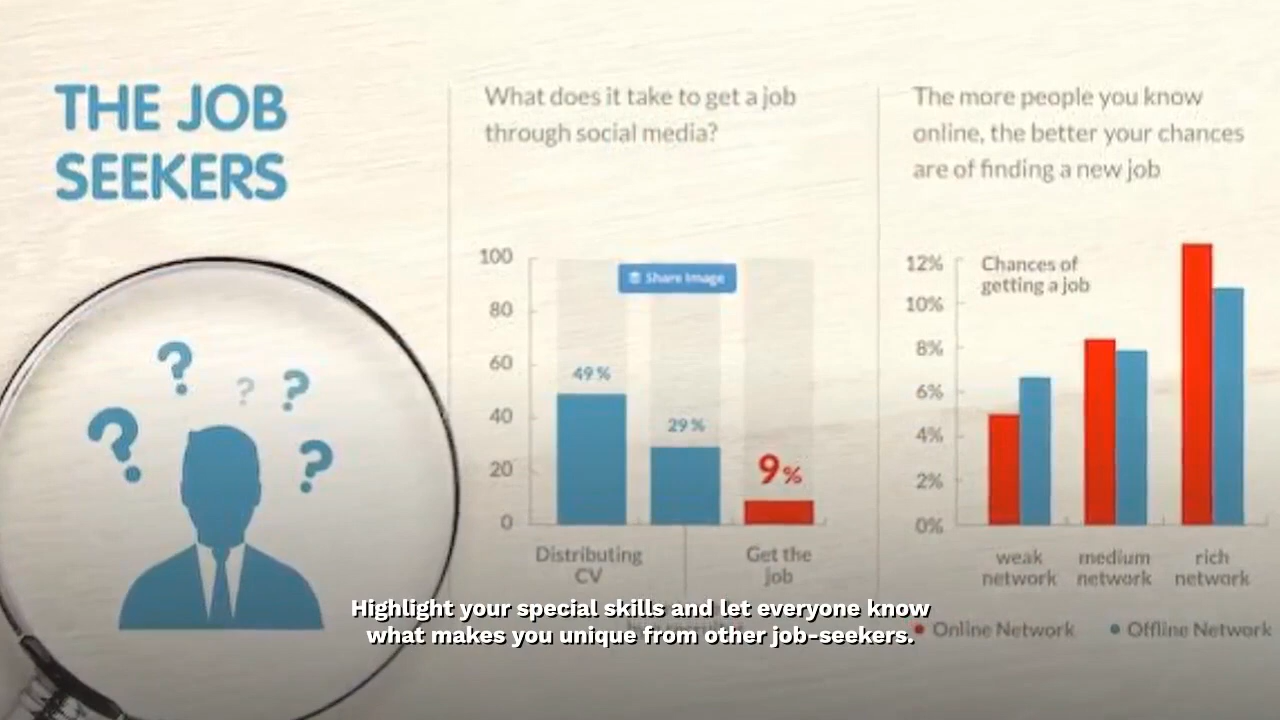 THE JOB
SEEKERS
What does it take to get a job
through social media?
100
80
60
40
20
0
Share Image
49%
29%
9%
Distributing
CV
Get the
job
The more people you know
online, the better your chances
are of finding a new job
12%
10%
8%
6%
4%
2%
0%
Chances of
getting a job
weak
network
medium
network
rich
network
Online Network
Offline Network
Highlight your special skills and let everyone know
what makes you unique from other job-seekers.